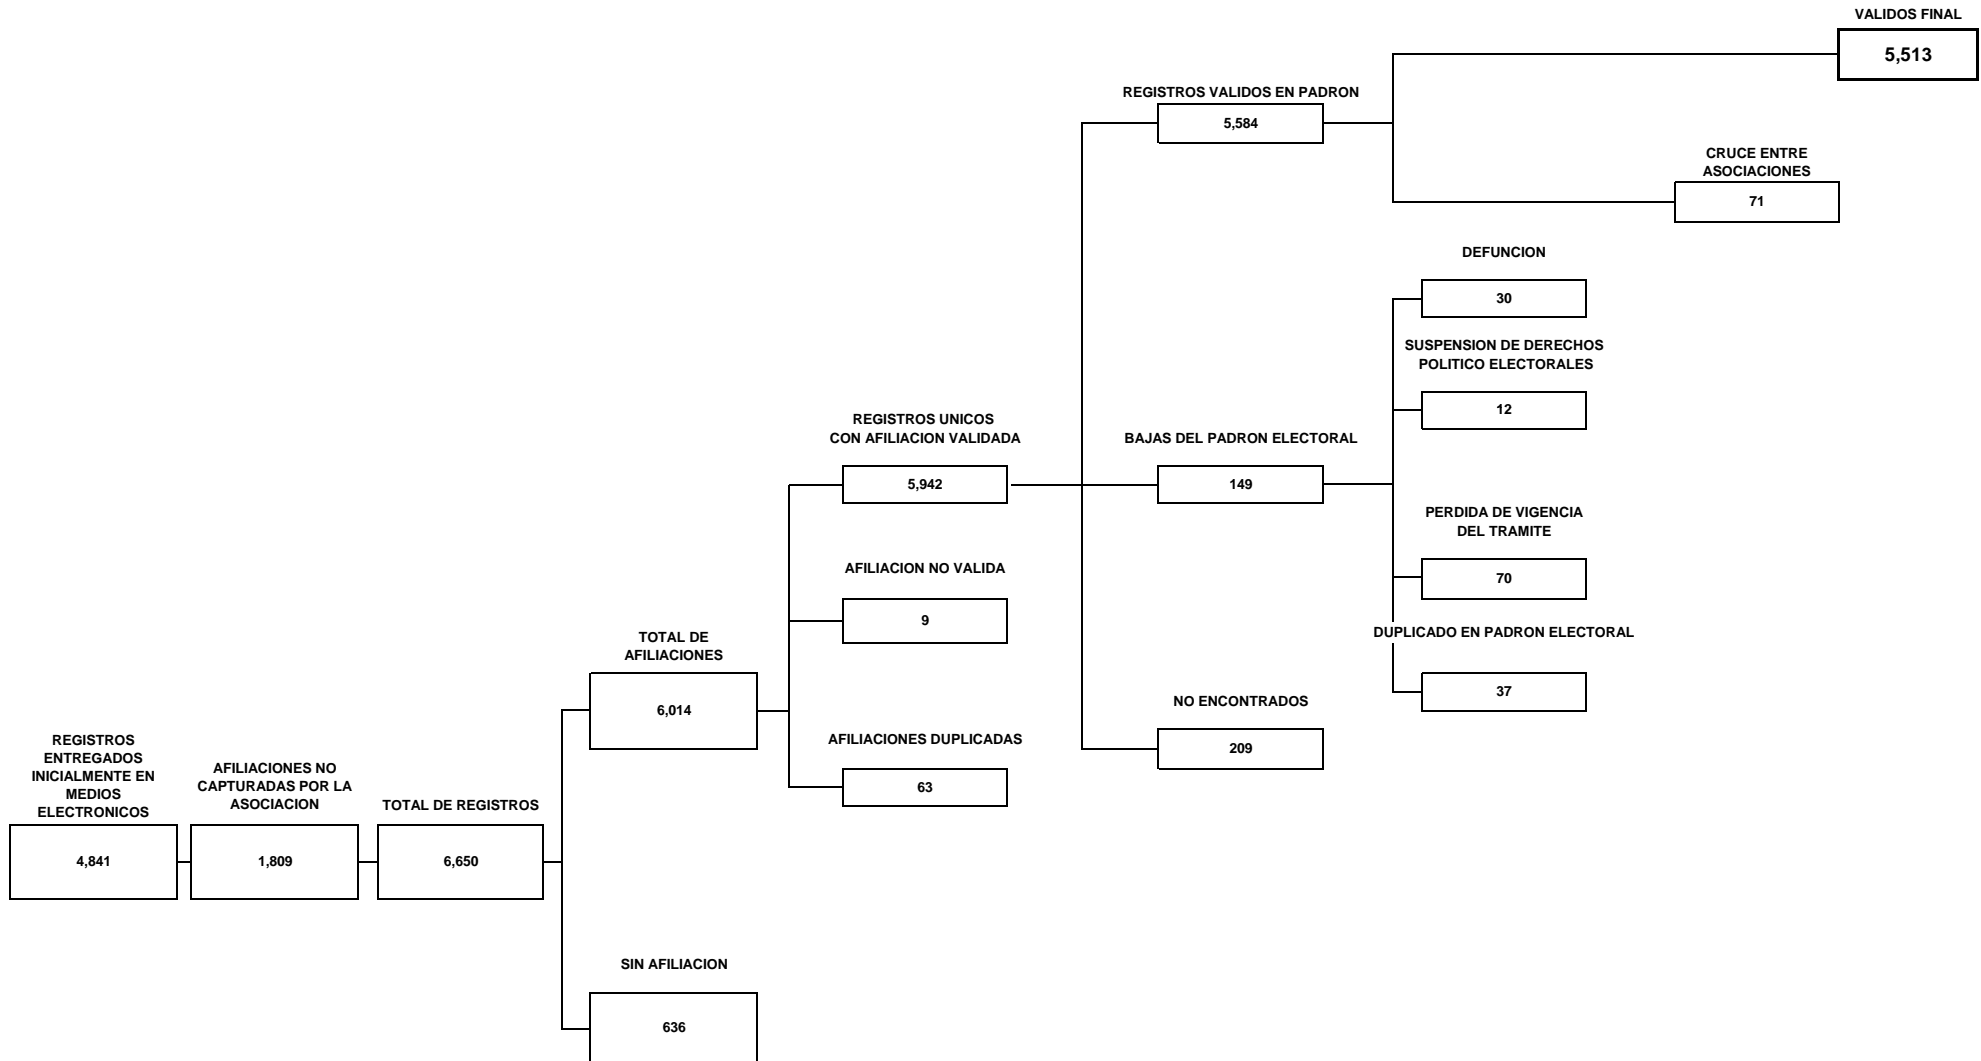 VALIDOS FINAL
5,513
REGISTROS VALIDOS EN PADRON
5,584
CRUCE ENTRE
ASOCIACIONES
71
DEFUNCION
30
SUSPENSION DE DERECHOS
POLITICO ELECTORALES
12
REGISTROS UNICOS
CON AFILIACION VALIDADA
5,942
BAJAS DEL PADRON ELECTORAL
149
PERDIDA DE VIGENCIA
DEL TRAMITE
70
AFILIACION NO VALIDA
9
DUPLICADO EN PADRON ELECTORAL
37
TOTAL DE
AFILIACIONES
6,014
NO ENCONTRADOS
209
AFILIACIONES DUPLICADAS
63
REGISTROS
ENTREGADOS
INICIALMENTE EN
MEDIOS
ELECTRONICOS
4,841
AFILIACIONES NO
CAPTURADAS POR LA
ASOCIACION
1,809
TOTAL DE REGISTROS
6,650
SIN AFILIACION
636